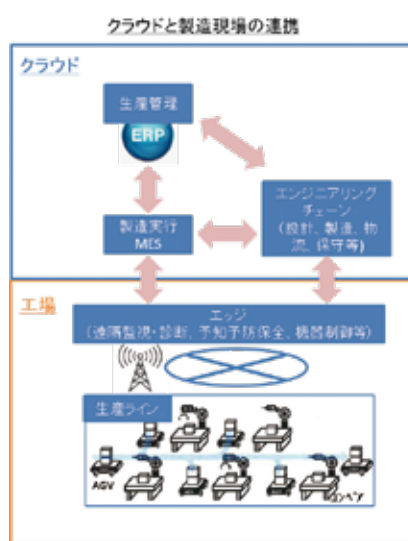 クラウドと製造現場の連携
クラウド
生産管理
ERP
製造実行
MES
エンジニアリング
チェーン
(設計、製造、物
流、保守等)
工場
エッジ
(遠隔監視・診断、予知予防保全、機器制御等)
生産ライン
AGV
コンベア